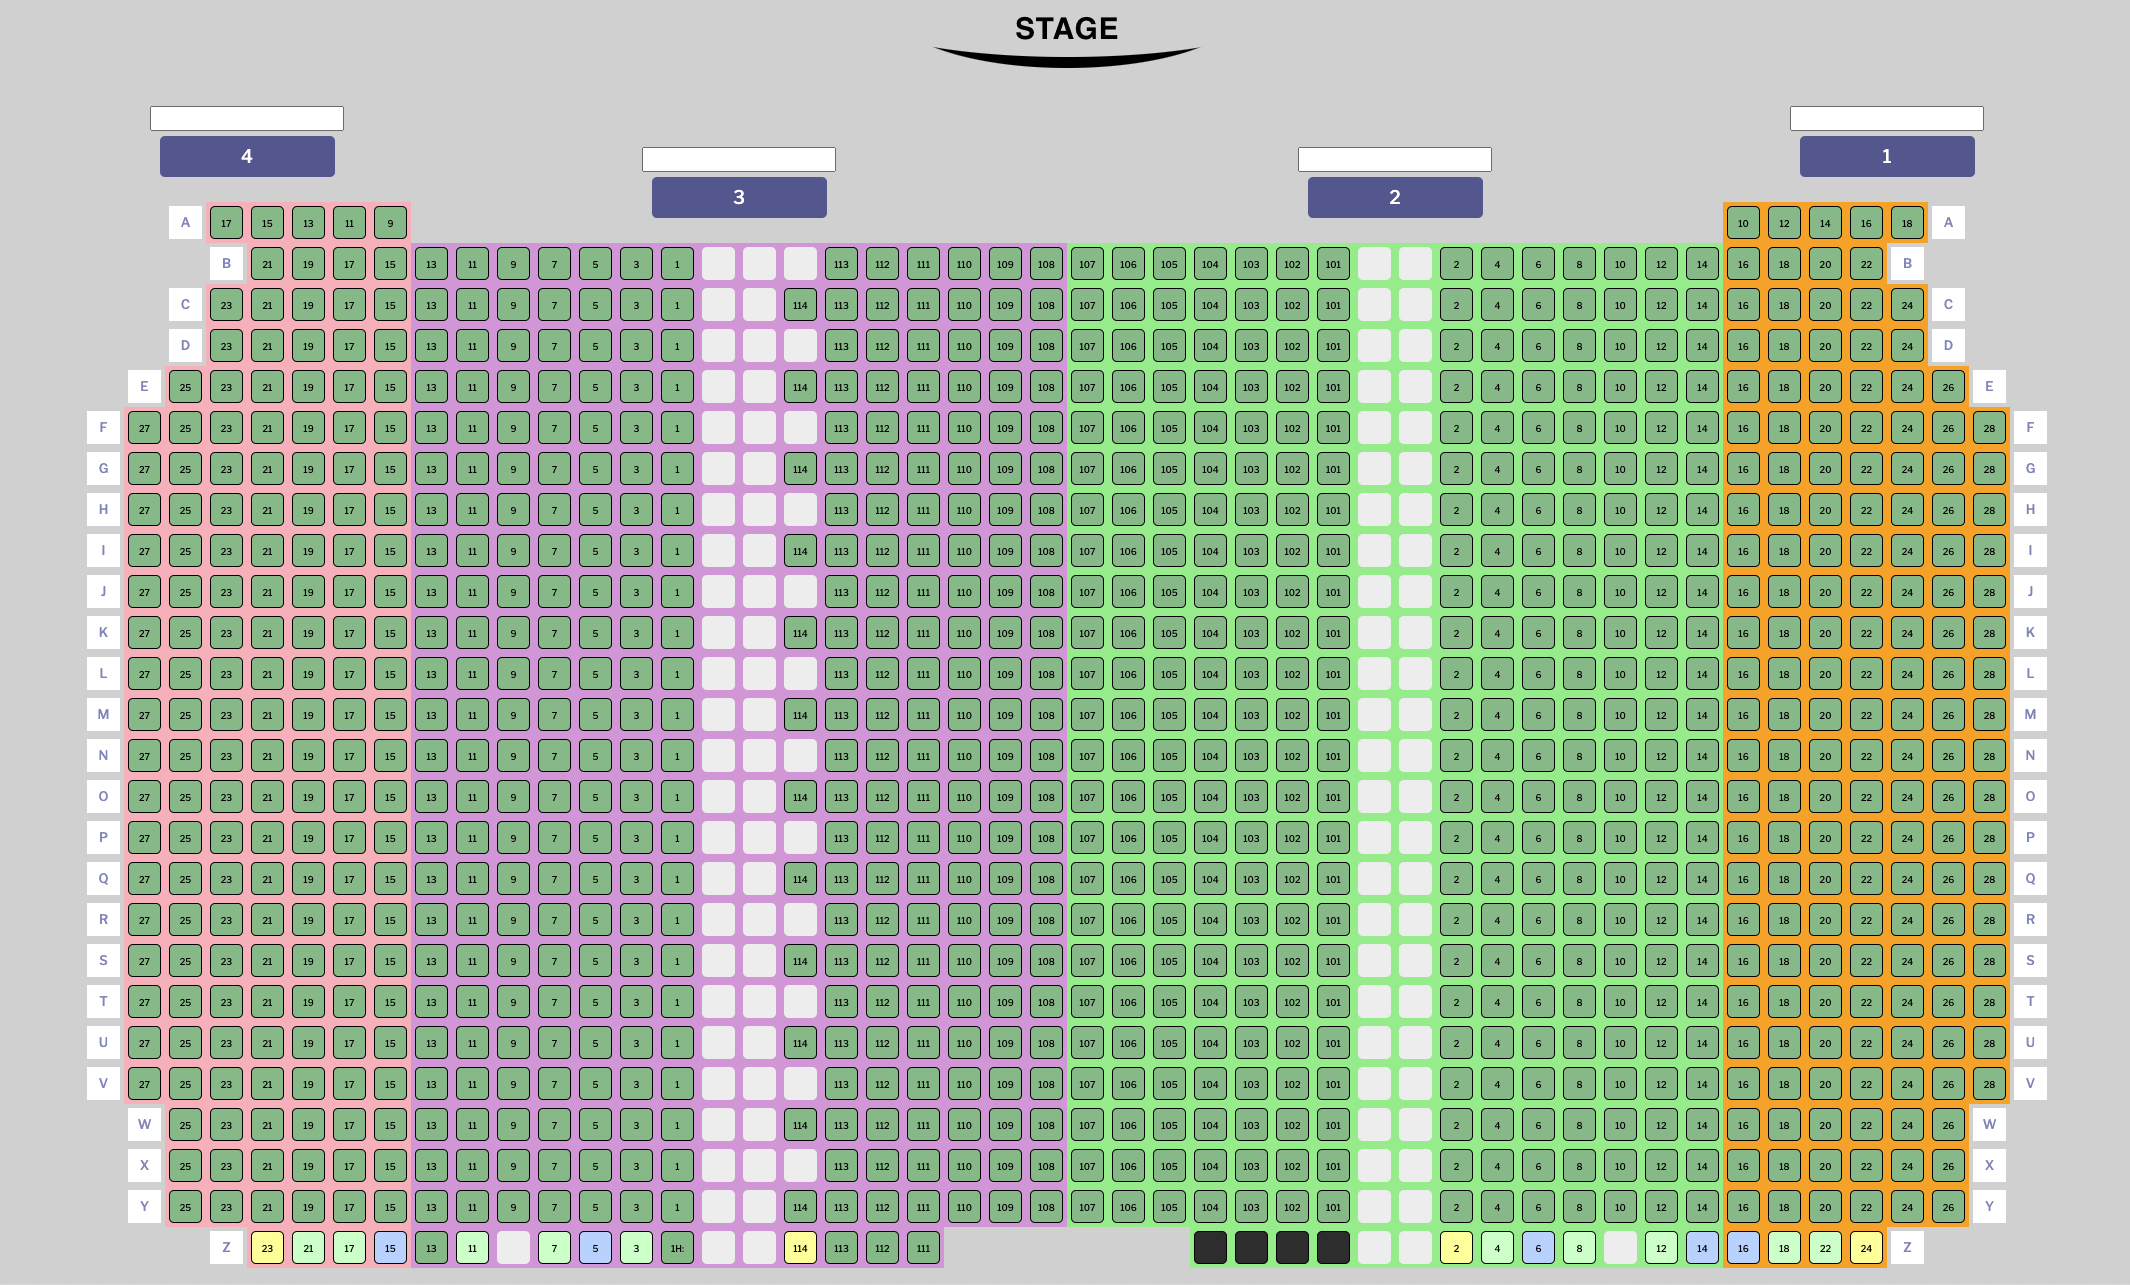 STAGE
4 1
3 2
A 17 15 13 11 9 10 12 14 16 18 A
B 21 19 17 15 13 11 9 7 5 3 1 113 112 111 110 109 108 107 106 105 104 103 102 101 2 4 6 8 10 12 14 16 18 20 22 B
C 23 21 19 17 15 13 11 9 7 5 3 1 114 113 112 111 110 109 108 107 106 105 104 103 102 101 2 4 6 8 10 12 14 16 18 20 22 24 C
D 23 21 19 17 15 13 11 9 7 5 3 1 113 112 111 110 109 108 107 106 105 104 103 102 101 2 4 6 8 10 12 14 16 18 20 22 24 D
E 25 23 21 19 17 15 13 11 9 7 5 3 1 114 113 112 111 110 109 108 107 106 105 104 103 102 101 2 4 6 8 10 12 14 16 18 20 22 24 26 E
F 27 25 23 21 19 17 15 13 11 9 7 5 3 1 113 112 111 110 109 108 107 106 105 104 103 102 101 2 4 6 8 10 12 14 16 18 20 22 24 26 28 F
G 27 25 23 21 19 17 15 13 11 9 7 5 3 1 114 113 112 111 110 109 108 107 106 105 104 103 102 101 2 4 6 8 10 12 14 16 18 20 22 24 26 28 G
H 27 25 23 21 19 17 15 13 11 9 7 5 3 1 113 112 111 110 109 108 107 106 105 104 103 102 101 2 4 6 8 10 12 14 16 18 20 22 24 26 28 H
I 27 25 23 21 19 17 15 13 11 9 7 5 3 1 114 113 112 111 110 109 108 107 106 105 104 103 102 101 2 4 6 8 10 12 14 16 18 20 22 24 26 28 I
J 27 25 23 21 19 17 15 13 11 9 7 5 3 1 113 112 111 110 109 108 107 106 105 104 103 102 101 2 4 6 8 10 12 14 16 18 20 22 24 26 28 J
K 27 25 23 21 19 17 15 13 11 9 7 5 3 1 114 113 112 111 110 109 108 107 106 105 104 103 102 101 2 4 6 8 10 12 14 16 18 20 22 24 26 28 K
L 27 25 23 21 19 17 15 13 11 9 7 5 3 1 113 112 111 110 109 108 107 106 105 104 103 102 101 2 4 6 8 10 12 14 16 18 20 22 24 26 28 L
M 27 25 23 21 19 17 15 13 11 9 7 5 3 1 114 113 112 111 110 109 108 107 106 105 104 103 102 101 2 4 6 8 10 12 14 16 18 20 22 24 26 28 M
N 27 25 23 21 19 17 15 13 11 9 7 5 3 1 113 112 111 110 109 108 107 106 105 104 103 102 101 2 4 6 8 10 12 14 16 18 20 22 24 26 28 N
O 27 25 23 21 19 17 15 13 11 9 7 5 3 1 114 113 112 111 110 109 108 107 106 105 104 103 102 101 2 4 6 8 10 12 14 16 18 20 22 24 26 28 O
P 27 25 23 21 19 17 15 13 11 9 7 5 3 1 113 112 111 110 109 108 107 106 105 104 103 102 101 2 4 6 8 10 12 14 16 18 20 22 24 26 28 P
Q 27 25 23 21 19 17 15 13 11 9 7 5 3 1 114 113 112 111 110 109 108 107 106 105 104 103 102 101 2 4 6 8 10 12 14 16 18 20 22 24 26 28 Q
R 27 25 23 21 19 17 15 13 11 9 7 5 3 1 113 112 111 110 109 108 107 106 105 104 103 102 101 2 4 6 8 10 12 14 16 18 20 22 24 26 28 R
S 27 25 23 21 19 17 15 13 11 9 7 5 3 1 114 113 112 111 110 109 108 107 106 105 104 103 102 101 2 4 6 8 10 12 14 16 18 20 22 24 26 28 S
T 27 25 23 21 19 17 15 13 11 9 7 5 3 1 113 112 111 110 109 108 107 106 105 104 103 102 101 2 4 6 8 10 12 14 16 18 20 22 24 26 28 T
U 27 25 23 21 19 17 15 13 11 9 7 5 3 1 114 113 112 111 110 109 108 107 106 105 104 103 102 101 2 4 6 8 10 12 14 16 18 20 22 24 26 28 U
V 27 25 23 21 19 17 15 13 11 9 7 5 3 1 113 112 111 110 109 108 107 106 105 104 103 102 101 2 4 6 8 10 12 14 16 18 20 22 24 26 28 V
W 25 23 21 19 17 15 13 11 9 7 5 3 1 114 113 112 111 110 109 108 107 106 105 104 103 102 101 2 4 6 8 10 12 14 16 18 20 22 24 26 W
X 25 23 21 19 17 15 13 11 9 7 5 3 1 113 112 111 110 109 108 107 106 105 104 103 102 101 2 4 6 8 10 12 14 16 18 20 22 24 26 X
Y 25 23 21 19 17 15 13 11 9 7 5 3 1 114 113 112 111 110 109 108 107 106 105 104 103 102 101 2 4 6 8 10 12 14 16 18 20 22 24 26 Y
Z 23 21 17 15 13 11 7 5 3 1H: 114 113 112 111 2 4 6 8 12 14 16 18 22 24 Z